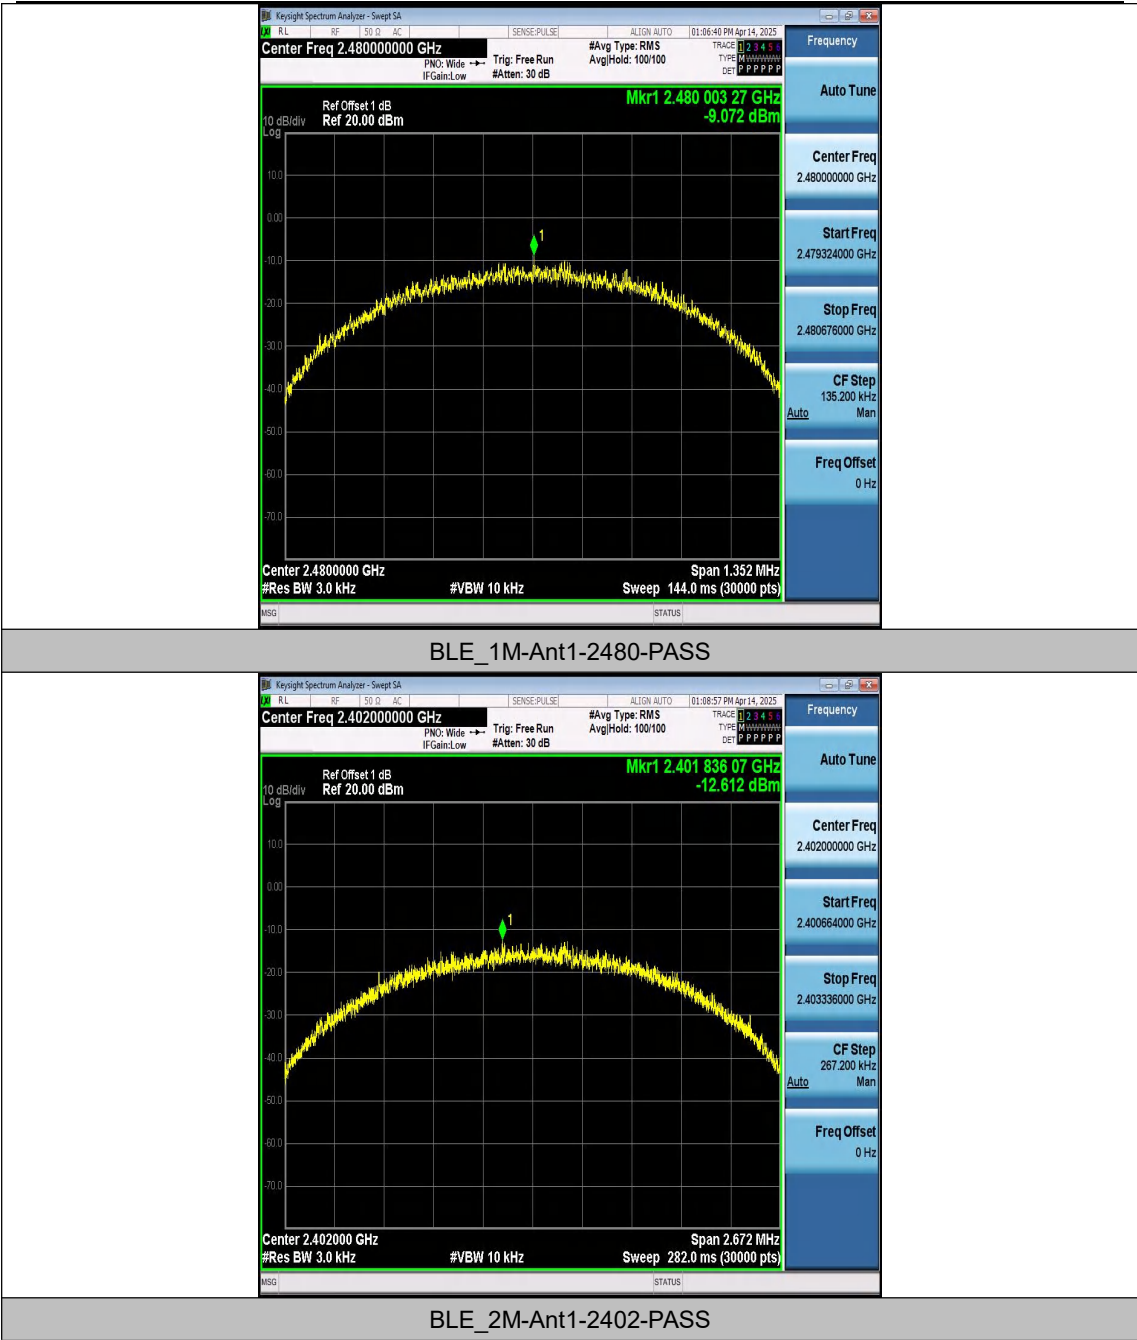 Keysight Spectrum Analyzer - Swept SA
RL RF 50 Ω AC SENSE:PULSE ALIGN AUTO 01:06:40 PM Apr 14, 2025
Center Freq 2.480000000 GHz
PNO: Wide
IFGain:Low
Trig: Free Run
#Atten: 30 dB
#Avg Type: RMS
Avg|Hold: 100/100
TRACE 1 2 3 4 5 6
TYPE M WWWWW
DET P P P P P P
Frequency
Mkr1 2.480 003 27 GHz
-9.072 dBm
Ref Offset 1 dB
10 dB/div Ref 20.00 dBm
Log
10.0
0.00
-10.0
-20.0
-30.0
-40.0
-50.0
-60.0
-70.0
1
Center 2.4800000 GHz Span 1.352 MHz
#Res BW 3.0 kHz #VBW 10 kHz Sweep 144.0 ms (30000 pts)
Auto Tune
Center Freq
2.480000000 GHz
Start Freq
2.479324000 GHz
Stop Freq
2.480676000 GHz
CF Step
135.200 kHz
Auto Man
Freq Offset
0 Hz
MSG STATUS
BLE_1M-Ant1-2480-PASS
Keysight Spectrum Analyzer - Swept SA
RL RF 50 Ω AC SENSE:PULSE ALIGN AUTO 01:08:57 PM Apr 14, 2025
Center Freq 2.402000000 GHz
PNO: Wide
IFGain:Low
Trig: Free Run
#Atten: 30 dB
#Avg Type: RMS
Avg|Hold: 100/100
TRACE 1 2 3 4 5 6
TYPE M WWWWW
DET P P P P P P
Frequency
Mkr1 2.401 836 07 GHz
-12.612 dBm
Ref Offset 1 dB
10 dB/div Ref 20.00 dBm
Log
10.0
0.00
-10.0
-20.0
-30.0
-40.0
-50.0
-60.0
-70.0
1
Center 2.402000 GHz Span 2.672 MHz
#Res BW 3.0 kHz #VBW 10 kHz Sweep 282.0 ms (30000 pts)
Auto Tune
Center Freq
2.402000000 GHz
Start Freq
2.400664000 GHz
Stop Freq
2.403336000 GHz
CF Step
267.200 kHz
Auto Man
Freq Offset
0 Hz
MSG STATUS
BLE_2M-Ant1-2402-PASS